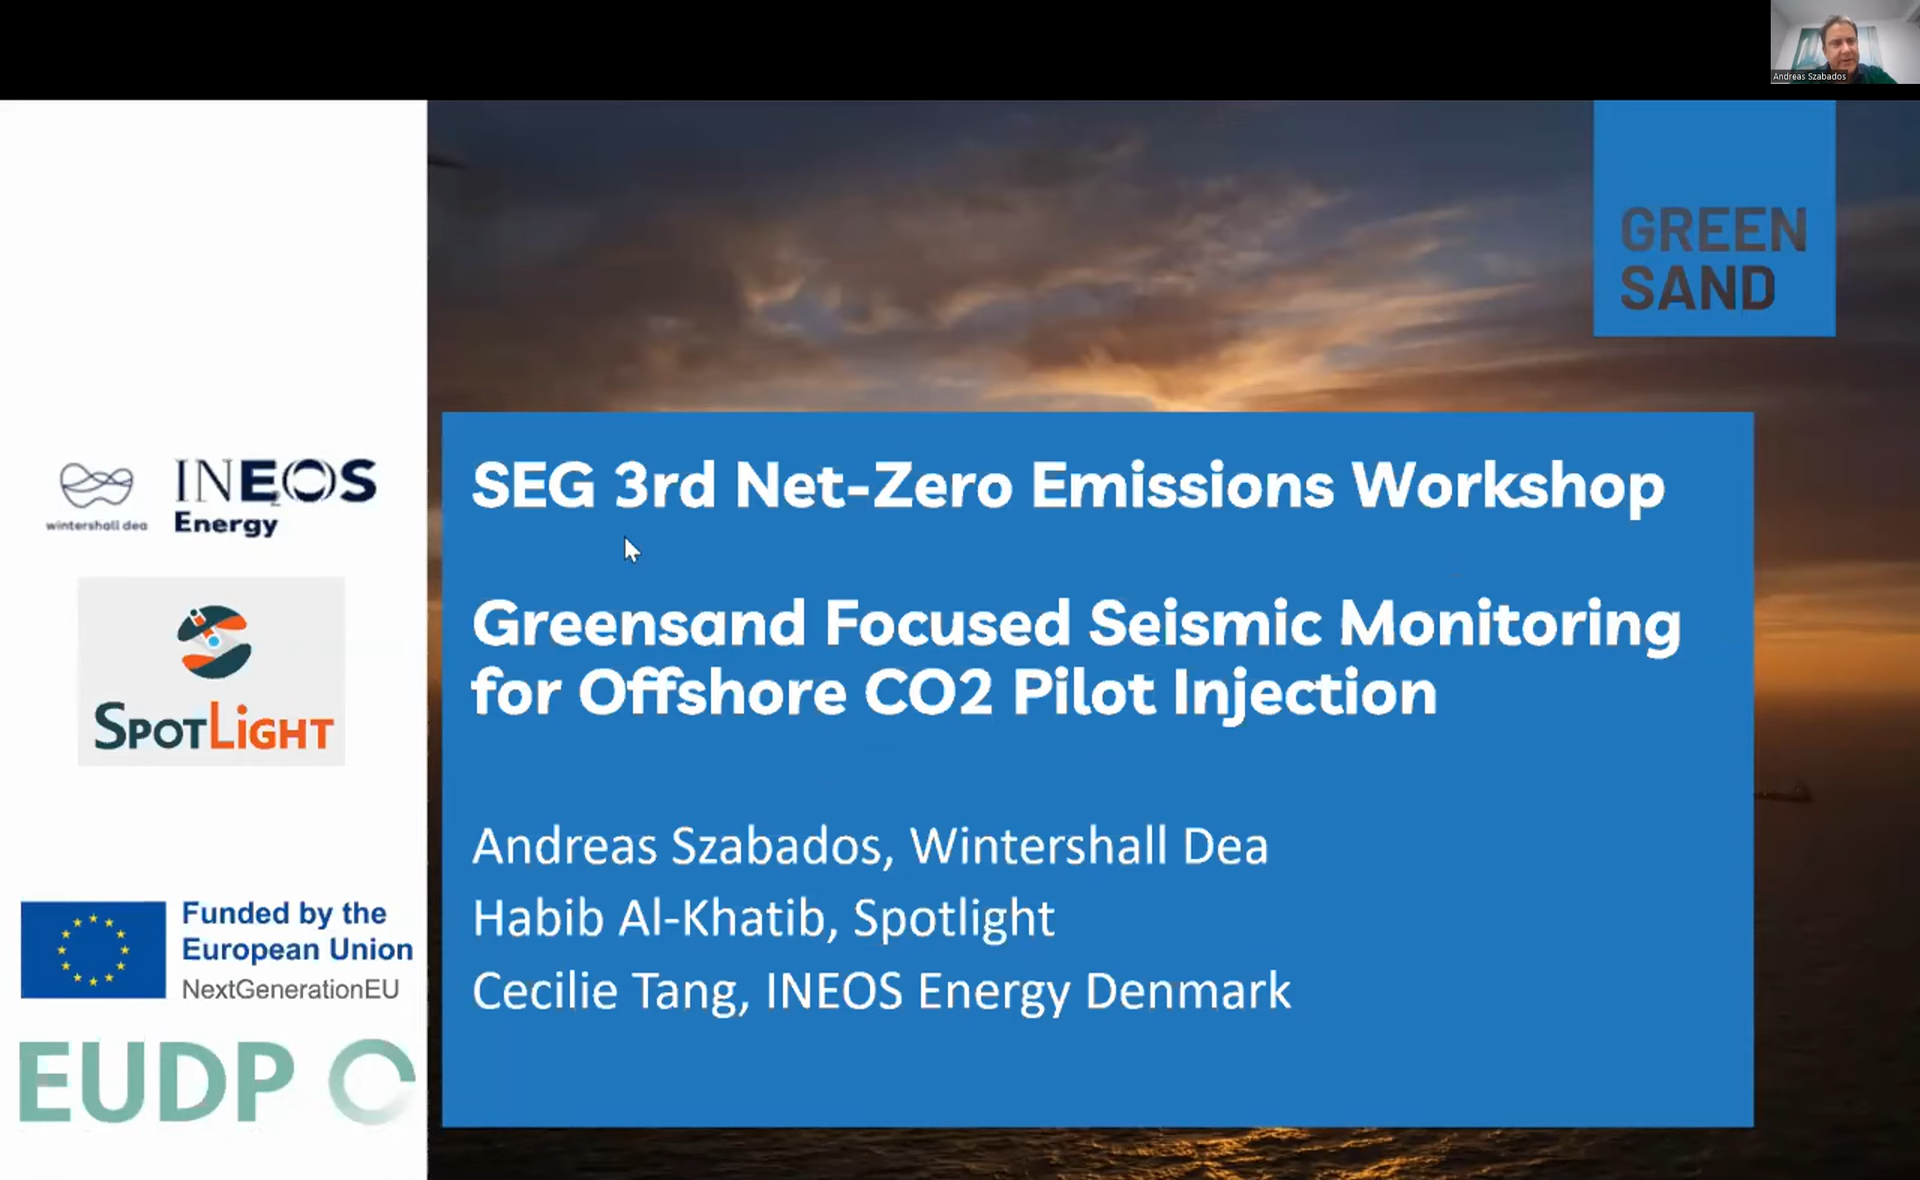 Andreas Szabados
GREEN
SAND
wintershall dea
INEOS
Energy
SPOTLIGHT
Funded by the
European Union
NextGenerationEU
EUDP
SEG 3rd Net-Zero Emissions Workshop
Greensand Focused Seismic Monitoring
for Offshore CO2 Pilot Injection
Andreas Szabados, Wintershall Dea
Habib Al-Khatib, Spotlight
Cecilie Tang, INEOS Energy Denmark